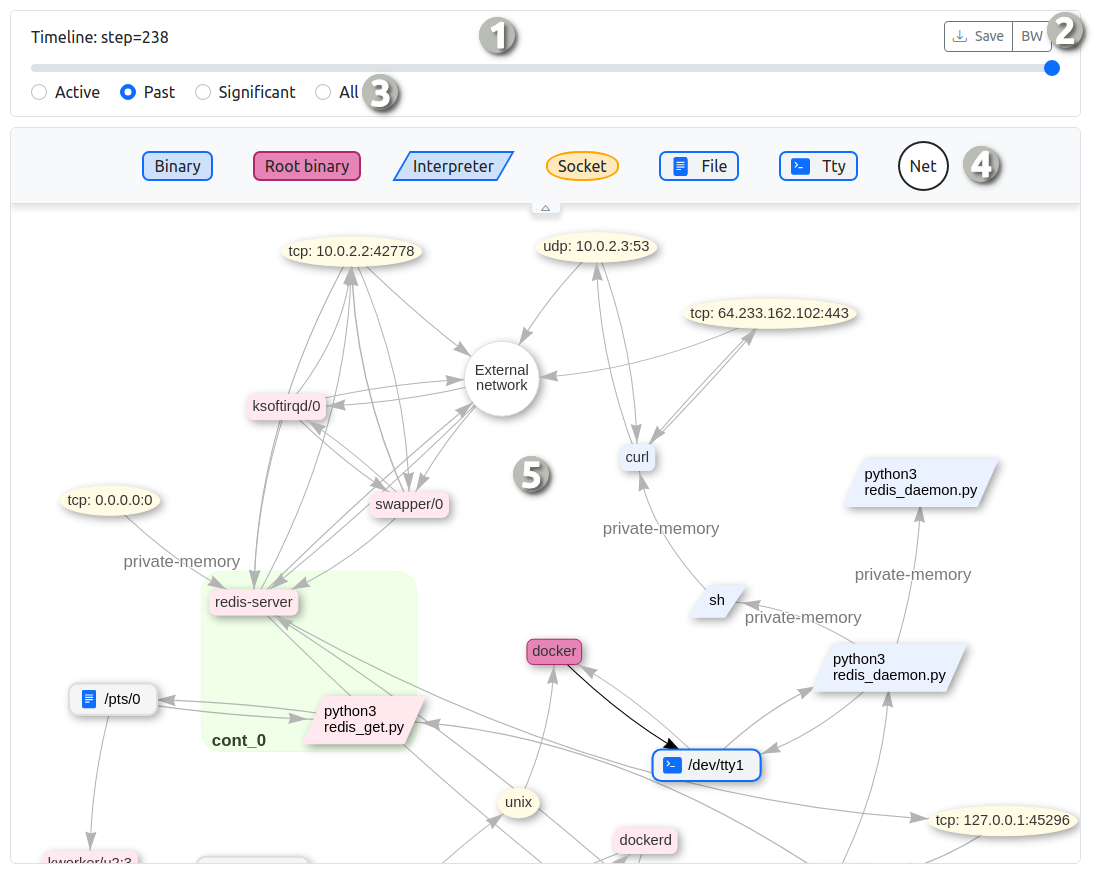 Timeline: step=238
1
Save
BW
2
Active
Past
Significant
All
3
Binary
Root binary
Interpreter
Socket
File
Tty
Net
4
tcp: 10.0.2.2:42778
udp: 10.0.2.3:53
tcp: 64.233.162.102:443
External
network
ksoftirqd/0
curl
5
python3
redis_daemon.py
tcp: 0.0.0.0:0
swapper/0
private-memory
private-memory
private-memory
redis-server
sh
private-memory
docker
python3
redis_daemon.py
/pts/0
python3
redis_get.py
cont_0
/dev/tty1
unix
tcp: 127.0.0.1:45296
dockerd
kworker/u2:3